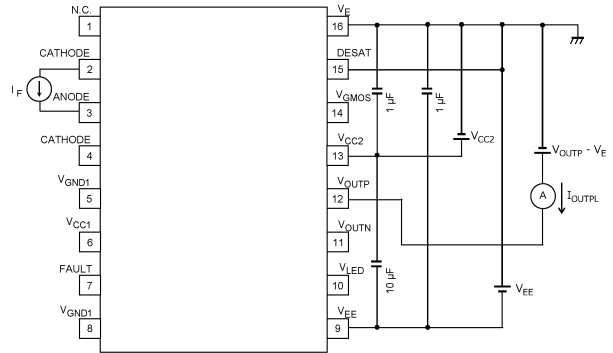 N.C.
1
CATHODE
2
ANODE
3
CATHODE
4
VGND1
5
VCC1
6
FAULT
7
VGND1
8
IF
VE
16
DESAT
15
VGMOS
14
VCC2
13
VOUTP
12
VOUTN
11
VLED
10
VEE
9
1 μF
1 μF
10 μF
VCC2
VEE
VOUTP - VE
A
IOUTPL